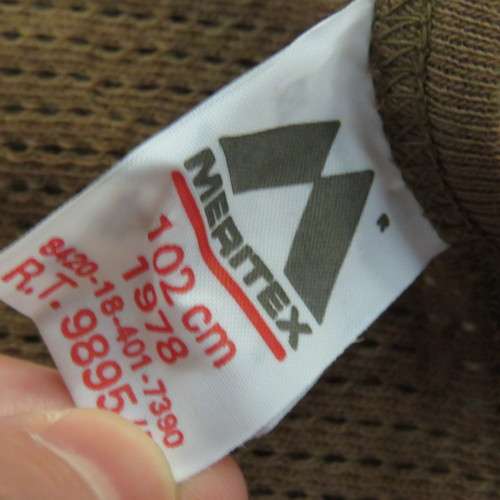 MERITEX
R
102 cm
1978
8420-18-401-7390
R.T. 9895